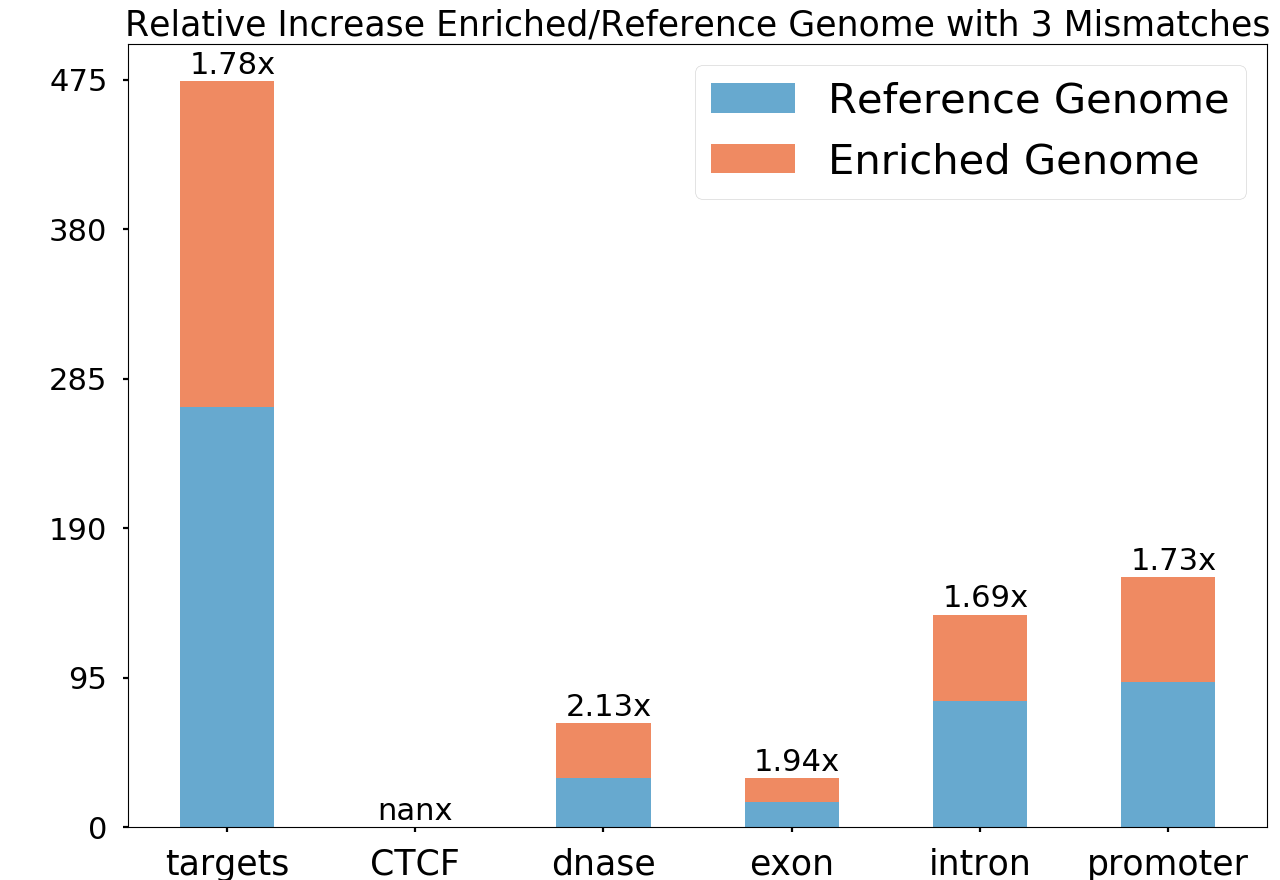 Relative Increase Enriched/Reference Genome with 3 Mismatches
Reference Genome
Enriched Genome
475
380
285
190
95
0
1.78x
nanx
2.13x
1.94x
1.69x
1.73x
targets
CTCF
dnase
exon
intron
promoter